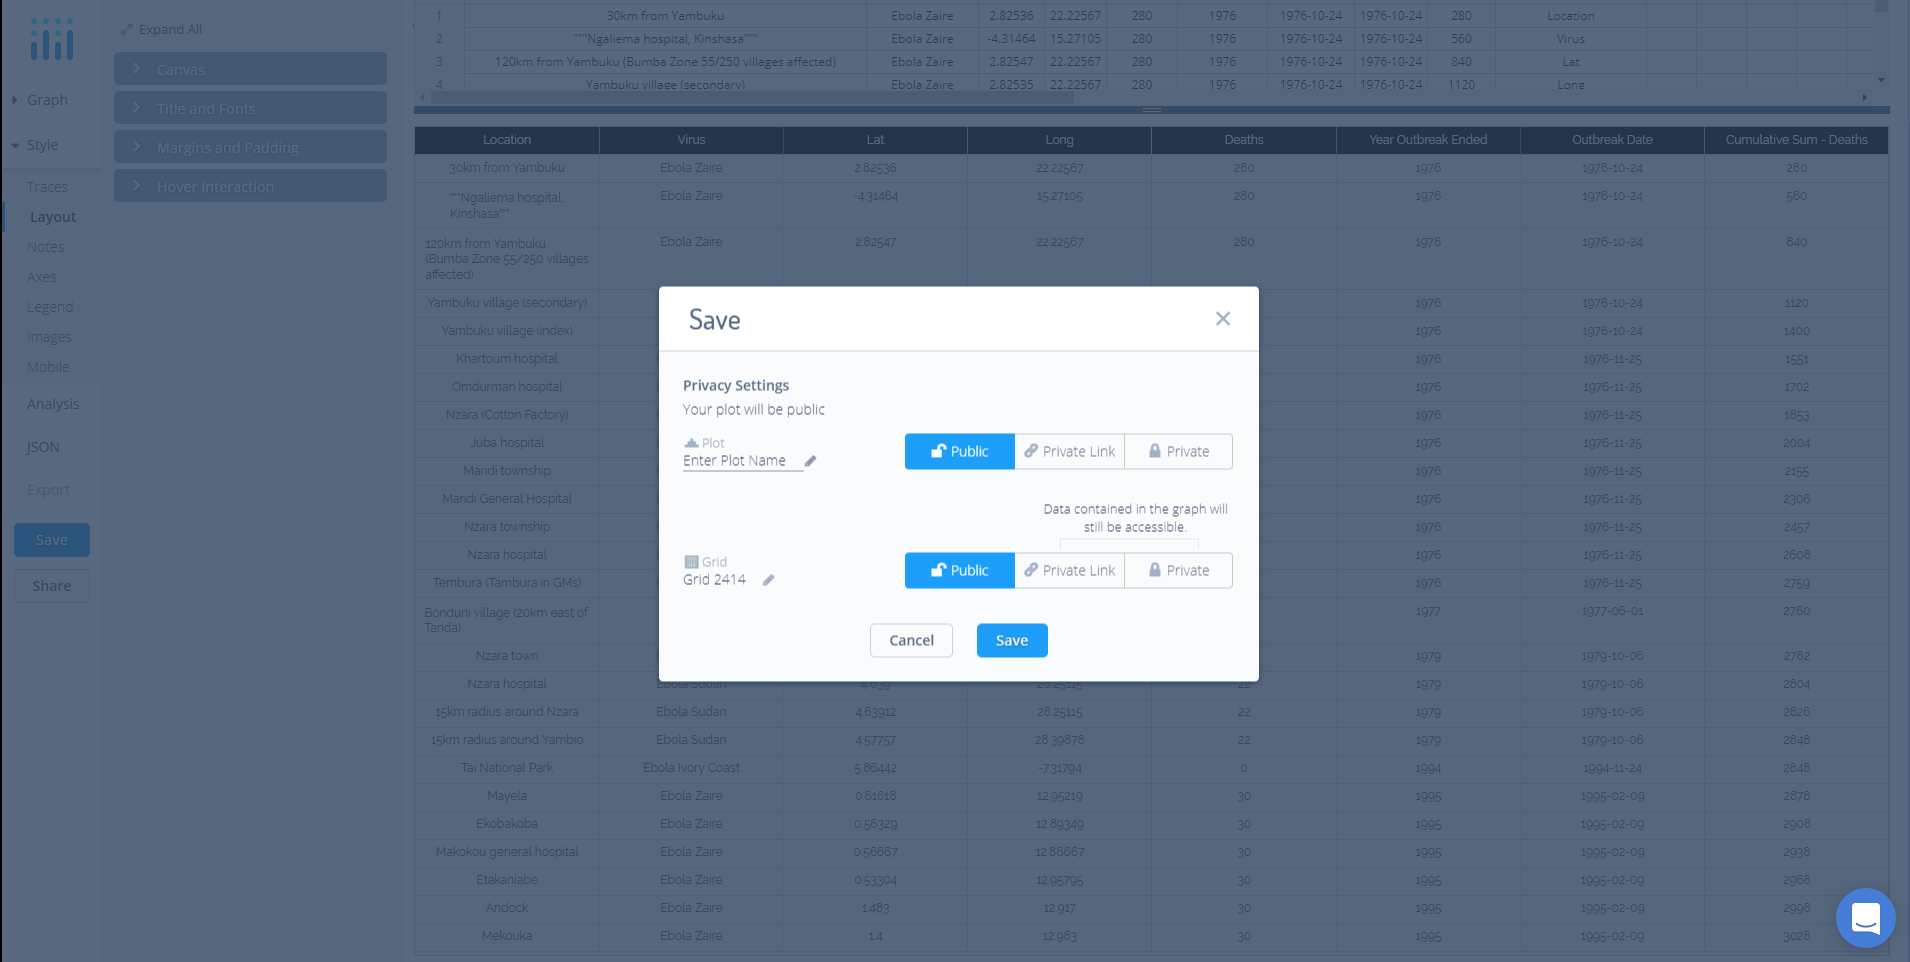 Expand All
Canvas
Title and Fonts
Margins and Padding
Hover Interaction
Graph
Style
Traces
Layout
Notes
Axes
Legend
Images
Mobile
Analysis
JSON
Export
Save
Share
1 30km from Yambuku Ebola Zaire 2.82536 22.22567 280 1976 1976-10-24 1976-10-24 280 Location
2 """Ngaliema hospital, Kinshasa""" Ebola Zaire -4.31464 15.27105 280 1976 1976-10-24 1976-10-24 560 Virus
3 120km from Yambuku (Bumba Zone 55/250 villages affected) Ebola Zaire 2.82547 22.22567 280 1976 1976-10-24 1976-10-24 840 Lat
4 Yambuku village (secondary) Ebola Zaire 2.82535 22.22567 280 1976 1976-10-24 1976-10-24 1120 Long
Location Virus Lat Long Deaths Year Outbreak Ended Outbreak Date Cumulative Sum - Deaths
30km from Yambuku Ebola Zaire 2.82536 22.22567 280 1976 1976-10-24 280
"""Ngaliema hospital, Ebola Zaire -4.31464 15.27105 280 1976 1976-10-24 560
Kinshasa"""
120km from Yambuku Ebola Zaire 2.82547 22.22567 280 1976 1976-10-24 840
(Bumba Zone 55/250 villages
affected)
Yambuku village (secondary) 1976 1976-10-24 1120
Yambuku village (index) 1976 1976-10-24 1400
Khartoum hospital 1976 1976-11-25 1551
Omdurman hospital 1976 1976-11-25 1702
Nzara (Cotton Factory) 1976 1976-11-25 1853
Juba hospital 1976 1976-11-25 2004
Maridi township 1976 1976-11-25 2155
Maridi General Hospital 1976 1976-11-25 2306
Nzara township 1976 1976-11-25 2457
Nzara hospital 1976 1976-11-25 2608
Tembura (Tambura in GMs) 1976 1976-11-25 2759
Bonduni village (20km east of 1977 1977-06-01 2760
Tanda)
Nzara town 1979 1979-10-06 2782
Nzara hospital Ebola Sudan 4.639 28.25115 22 1979 1979-10-06 2804
15km radius around Nzara Ebola Sudan 4.63912 28.25115 22 1979 1979-10-06 2826
15km radius around Yambio Ebola Sudan 4.57757 28.39878 22 1979 1979-10-06 2848
Tai National Park Ebola Ivory Coast 5.86442 -7.31794 0 1994 1994-11-24 2848
Mayela Ebola Zaire 0.61618 12.95219 30 1995 1995-02-09 2878
Ekobakoba Ebola Zaire 0.56329 12.89349 30 1995 1995-02-09 2908
Makokou general hospital Ebola Zaire 0.56667 12.86667 30 1995 1995-02-09 2938
Etakaniabe Ebola Zaire 0.53304 12.95795 30 1995 1995-02-09 2968
Andock Ebola Zaire 1.483 12.917 30 1995 1995-02-09 2998
Mekouka Ebola Zaire 1.4 12.983 30 1995 1995-02-09 3028
Save
Privacy Settings
Your plot will be public
Plot
Enter Plot Name
Public Private Link Private
Data contained in the graph will
still be accessible.
Grid
Grid 2414
Public Private Link Private
Cancel Save